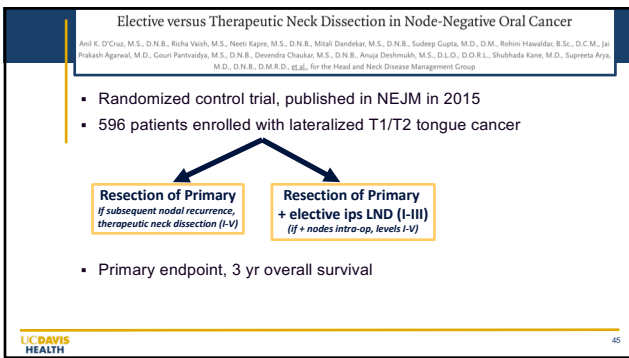 Elective versus Therapeutic Neck Dissection in Node-Negative Oral Cancer
Anil K. D'Cruz, M.S., D.N.B., Richa Vaish, M.S., Neeti Kapre, M.S., D.N.B., Mitali Dandekar, M.S., D.N.B., Sudeep Gupta, M.D., D.M., Rohini Hawaldar, B.Sc., D.C.M., Jai
Prakash Agarwal, M.D., Gouri Pantvaidya, M.S., D.N.B., Devendra Chaukar, M.S., D.N.B., Anuja Deshmukh, M.S., D.L.O., D.O.R.L., Shubhada Kane, M.D., Supreeta Arya,
M.D., D.N.B., D.M.R.D., et al., for the Head and Neck Disease Management Group
▪ Randomized control trial, published in NEJM in 2015
▪ 596 patients enrolled with lateralized T1/T2 tongue cancer
Resection of Primary
If subsequent nodal recurrence,
therapeutic neck dissection (I-V)
Resection of Primary
+ elective ips LND (I-III)
(if + nodes intra-op, levels I-V)
▪ Primary endpoint, 3 yr overall survival
UCDAVIS
HEALTH
45